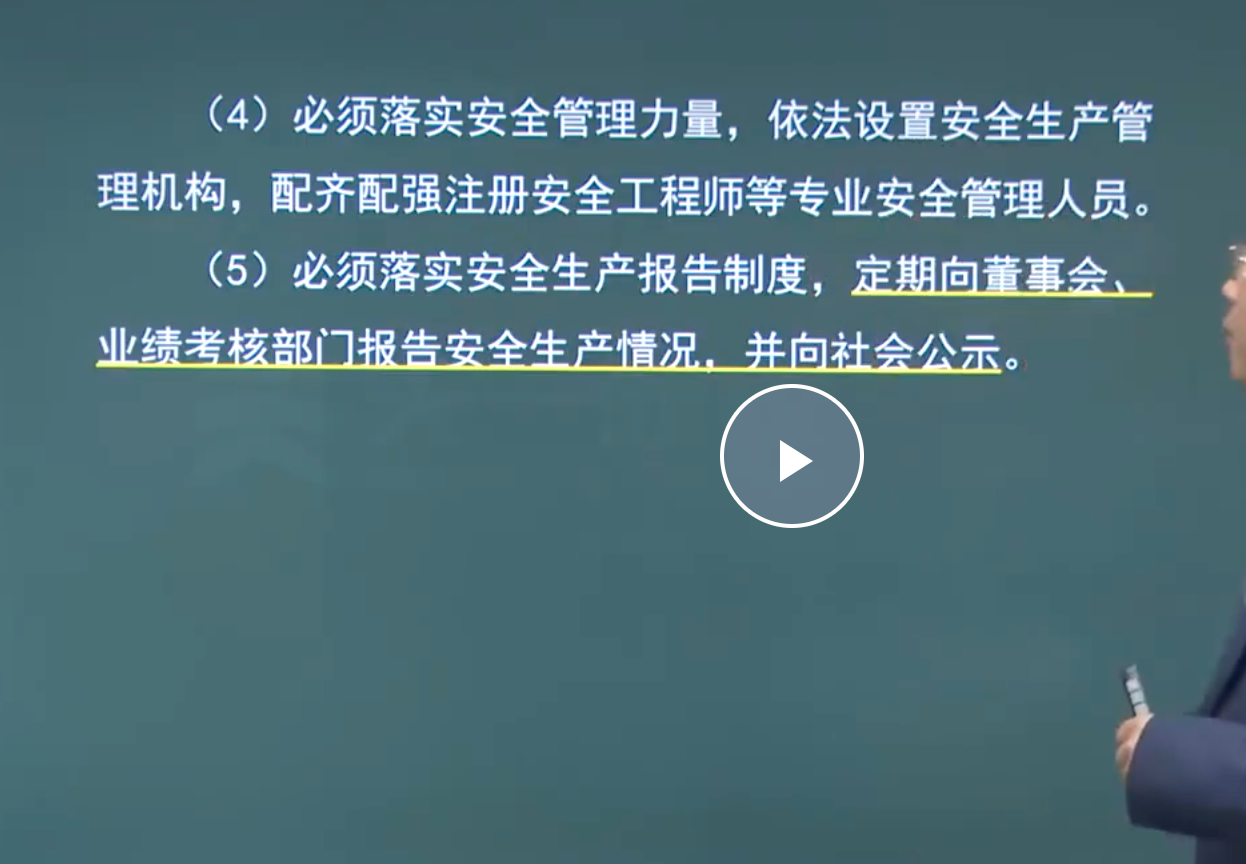 （4）必须落实安全管理力量，依法设置安全生产管
理机构，配齐配强注册安全工程师等专业安全管理人员。
（5）必须落实安全生产报告制度，定期向董事会、
业绩考核部门报告安全生产情况，并向社会公示。